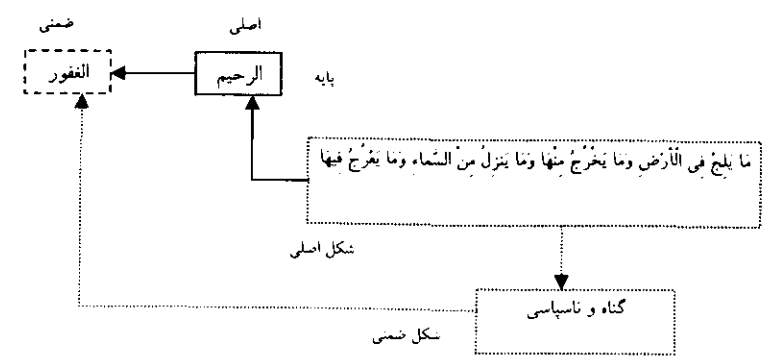 اصلی ضمنی
پایه الرحیم الغفور
مَا یَلِجُ فِی الْأَرْضِ وَمَا یَخْرُجُ مِنْهَا وَمَا یَنزِلُ مِنْ السَّمَاءِ وَمَا یَعْرُجُ فِیهَا
شکل اصلی
گناه و ناسپاسی
شکل ضمنی